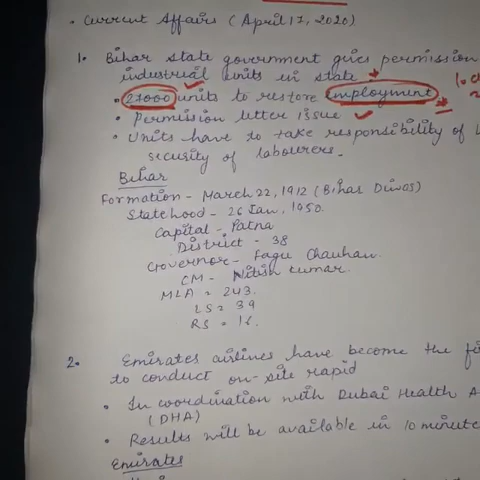 • Current Affairs (April 17, 2020)
1. Bihar state government gives permission
industrial units in state.
• 27000 units to restore employment
• Permission letter issue
• Units have to take responsibility of
security of labourers.
Bihar
Formation - March 22, 1912 (Bihar Diwas)
Statehood - 26 Jan, 1950.
Capital - Patna
District - 38
Governor - Fagu Chauhan.
CM - Nitish Kumar.
MLA = 243.
LS = 39
RS = 16.
2. Emirates airlines have become the
to conduct on-site rapid
• In coordination with Dubai Health
(DHA)
• Results will be available in 10 minute
Emirates